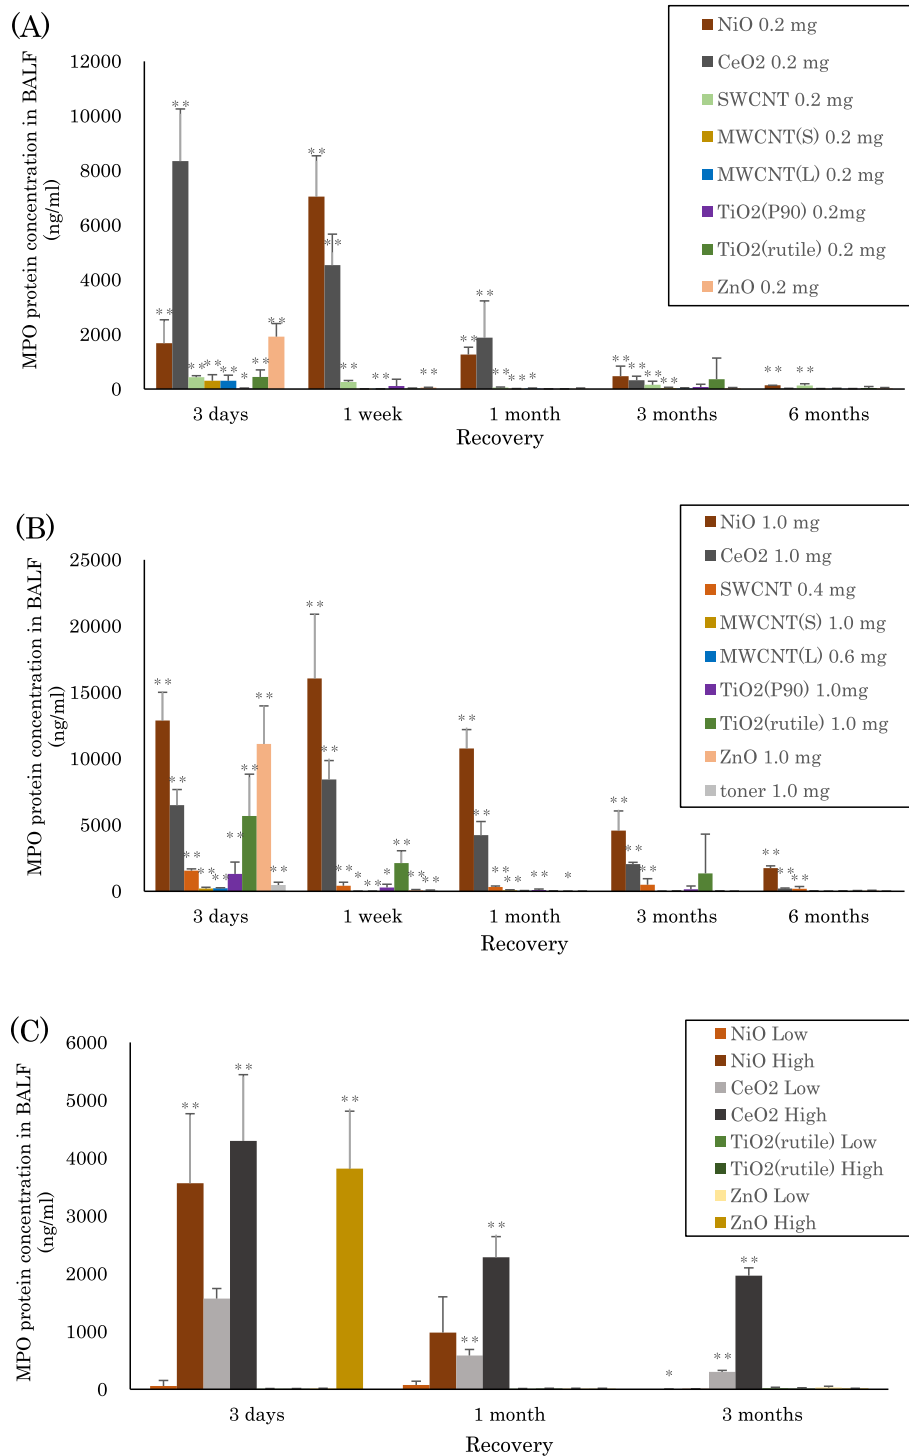 (A)
MPO protein concentration in BALF
(ng/ml)
12000
10000
8000
6000
4000
2000
0
** ** ** ** ** * ** **
** ** ** ** **
** ** ** *
** ** ** **
** **
3 days
1 week
1 month
3 months
6 months
Recovery
NiO 0.2 mg
CeO2 0.2 mg
SWCNT 0.2 mg
MWCNT(S) 0.2 mg
MWCNT(L) 0.2 mg
TiO2(P90) 0.2mg
TiO2(rutile) 0.2 mg
ZnO 0.2 mg
(B)
MPO protein concentration in BALF
(ng/ml)
25000
20000
15000
10000
5000
0
** ** ** ** ** ** ** ** **
** ** ** * ** * ** ** **
** ** ** ** ** *
** ** **
** ** **
3 days
1 week
1 month
3 months
6 months
Recovery
NiO 1.0 mg
CeO2 1.0 mg
SWCNT 0.4 mg
MWCNT(S) 1.0 mg
MWCNT(L) 0.6 mg
TiO2(P90) 1.0mg
TiO2(rutile) 1.0 mg
ZnO 1.0 mg
toner 1.0 mg
(C)
MPO protein concentration in BALF
(ng/ml)
6000
5000
4000
3000
2000
1000
0
** ** **
** **
* ** **
3 days
1 month
3 months
Recovery
NiO Low
NiO High
CeO2 Low
CeO2 High
TiO2(rutile) Low
TiO2(rutile) High
ZnO Low
ZnO High